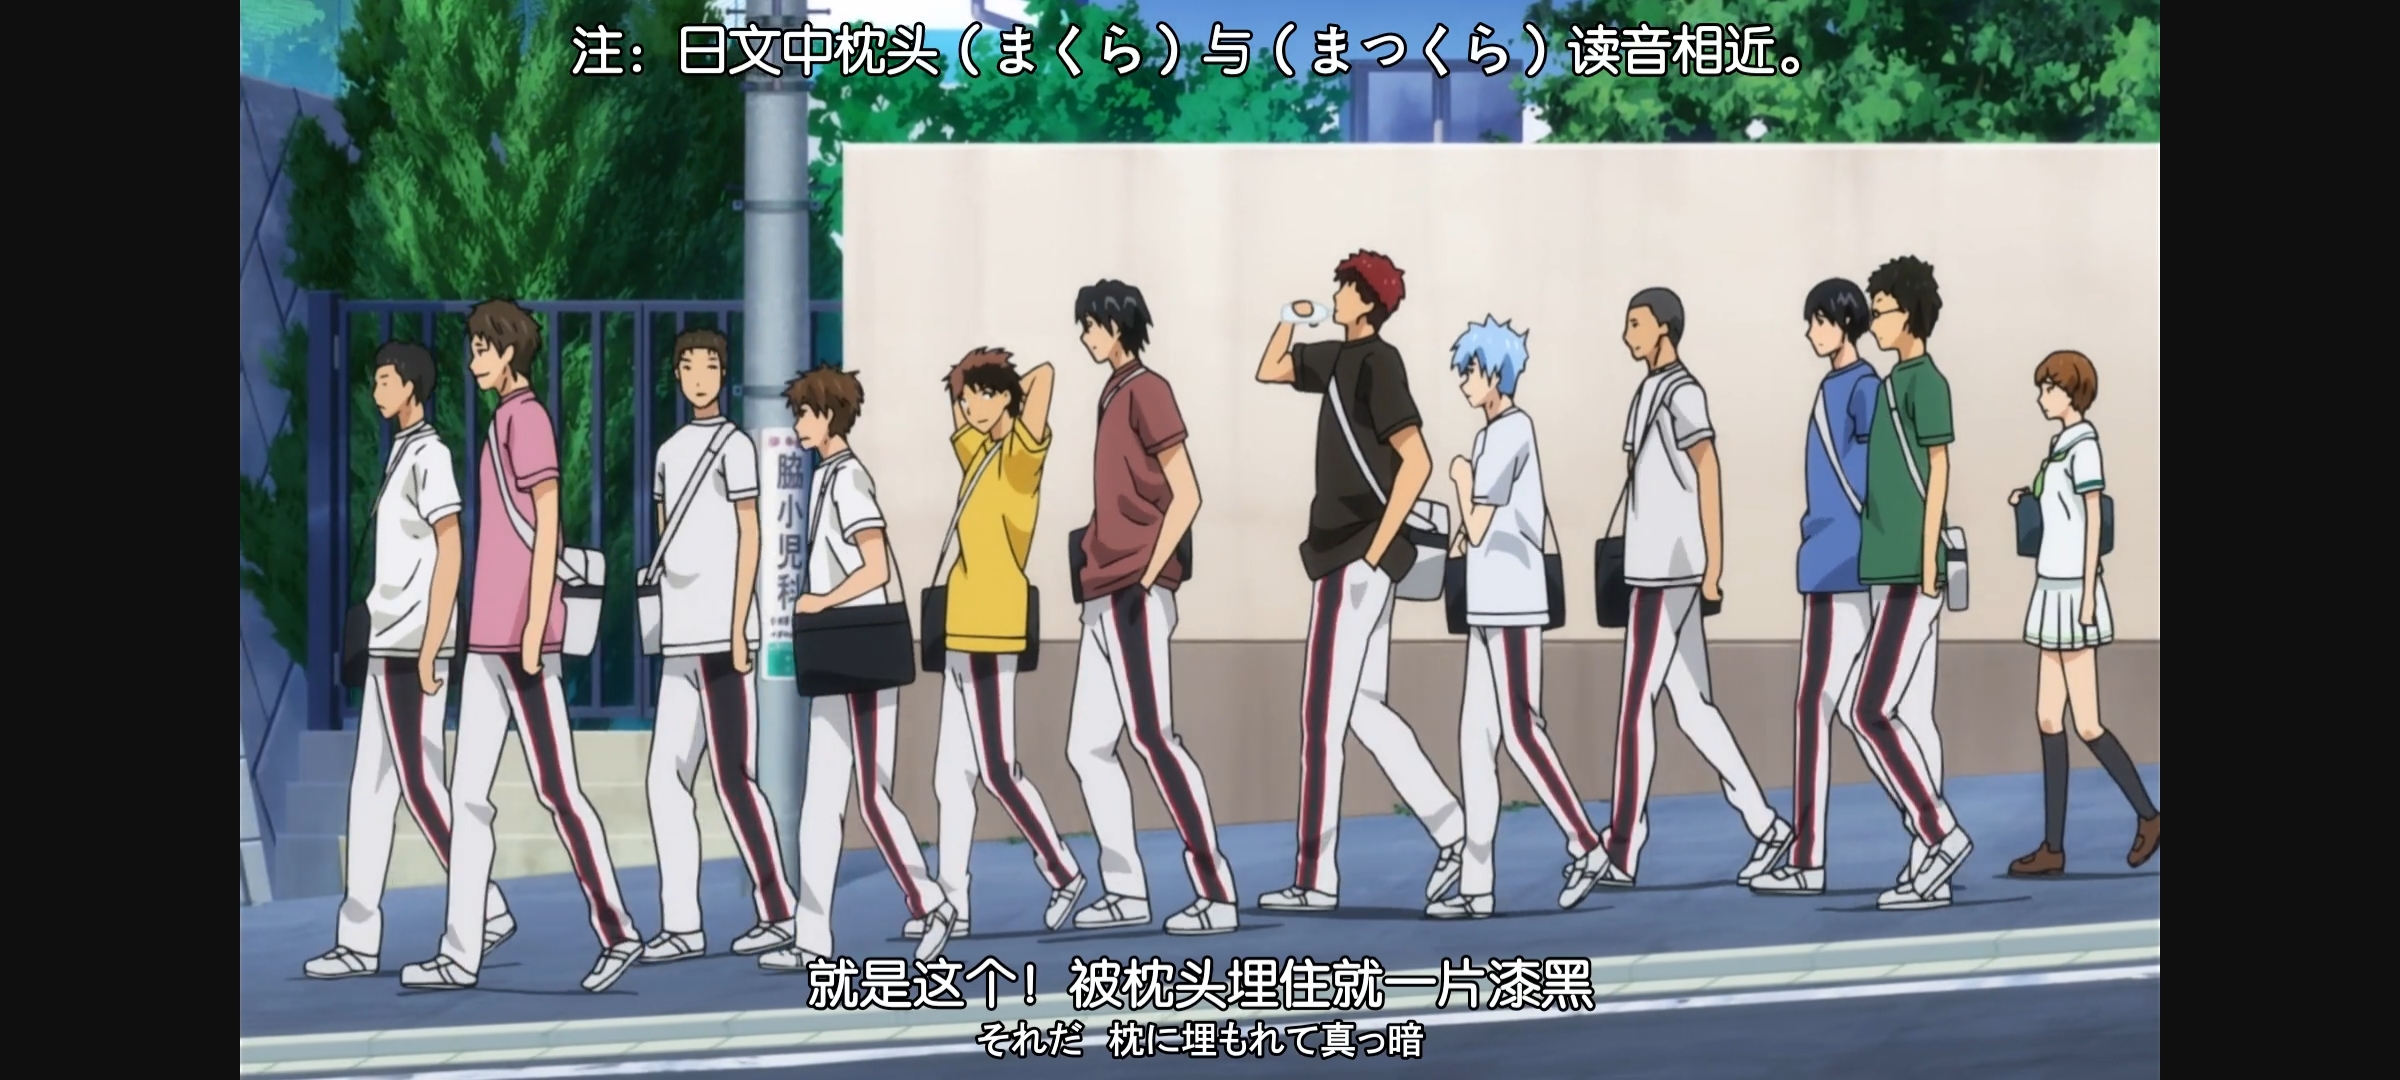 注：日文中枕头（まくら）与（まっくら）读音相近。
脇小児科
就是这个！被枕头埋住就一片漆黑
それだ　枕に埋もれて真っ暗